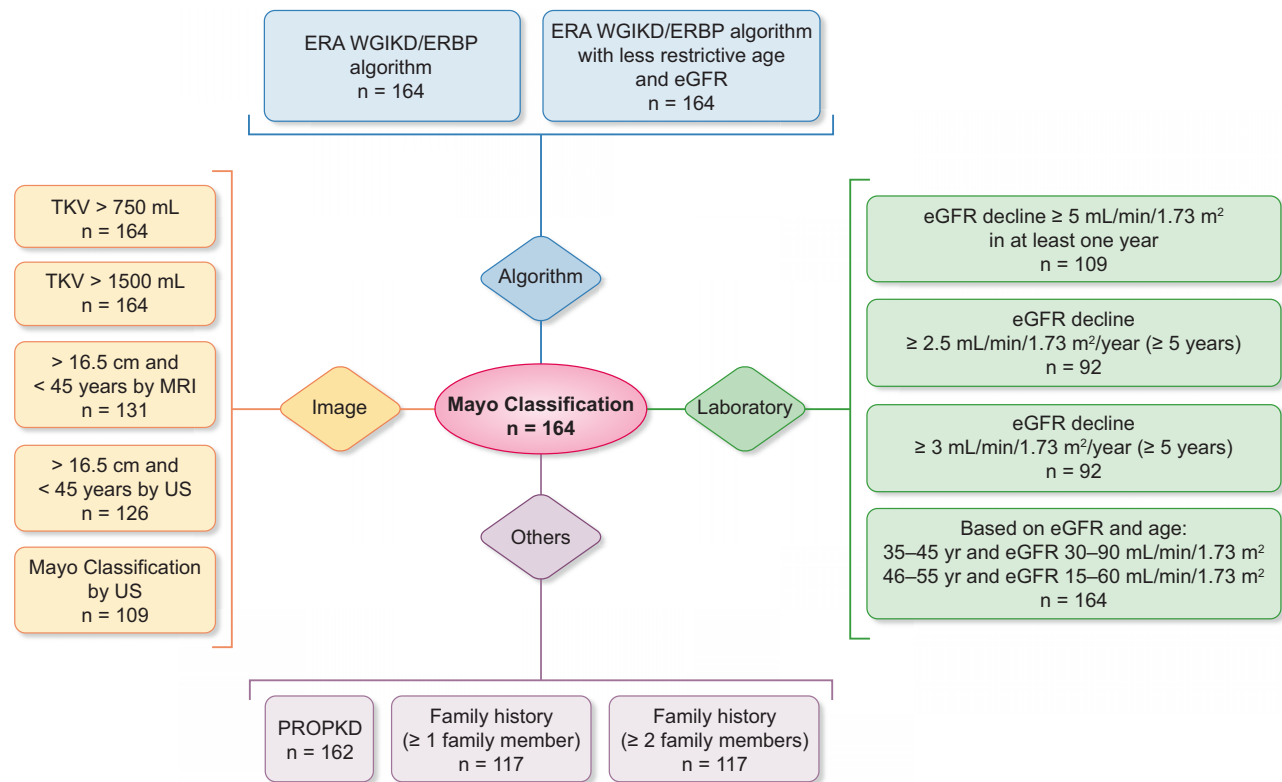 ERA WGIKD/ERBP
algorithm
n = 164
ERA WGIKD/ERBP algorithm
with less restrictive age
and eGFR
n = 164
Algorithm
TKV > 750 mL
n = 164
TKV > 1500 mL
n = 164
> 16.5 cm and
< 45 years by MRI
n = 131
> 16.5 cm and
< 45 years by US
n = 126
Mayo Classification
by US
n = 109
Image
Mayo Classification
n = 164
Laboratory
eGFR decline ≥ 5 mL/min/1.73 m²
in at least one year
n = 109
eGFR decline
≥ 2.5 mL/min/1.73 m²/year (≥ 5 years)
n = 92
eGFR decline
≥ 3 mL/min/1.73 m²/year (≥ 5 years)
n = 92
Based on eGFR and age:
35–45 yr and eGFR 30–90 mL/min/1.73 m²
46–55 yr and eGFR 15–60 mL/min/1.73 m²
n = 164
Others
PROPKD
n = 162
Family history
(≥ 1 family member)
n = 117
Family history
(≥ 2 family members)
n = 117